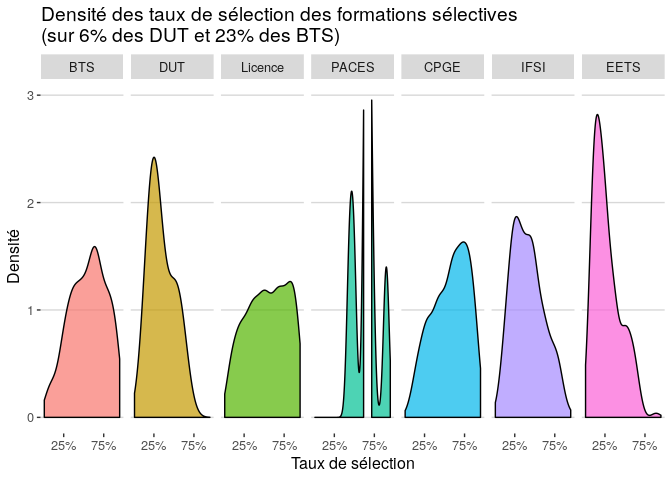 Densité des taux de sélection des formations sélectives
(sur 6% des DUT et 23% des BTS)
BTS DUT Licence PACES CPGE IFSI EETS
3
2
1
0
Densité
25% 75% 25% 75% 25% 75% 25% 75% 25% 75% 25% 75% 25% 75%
Taux de sélection